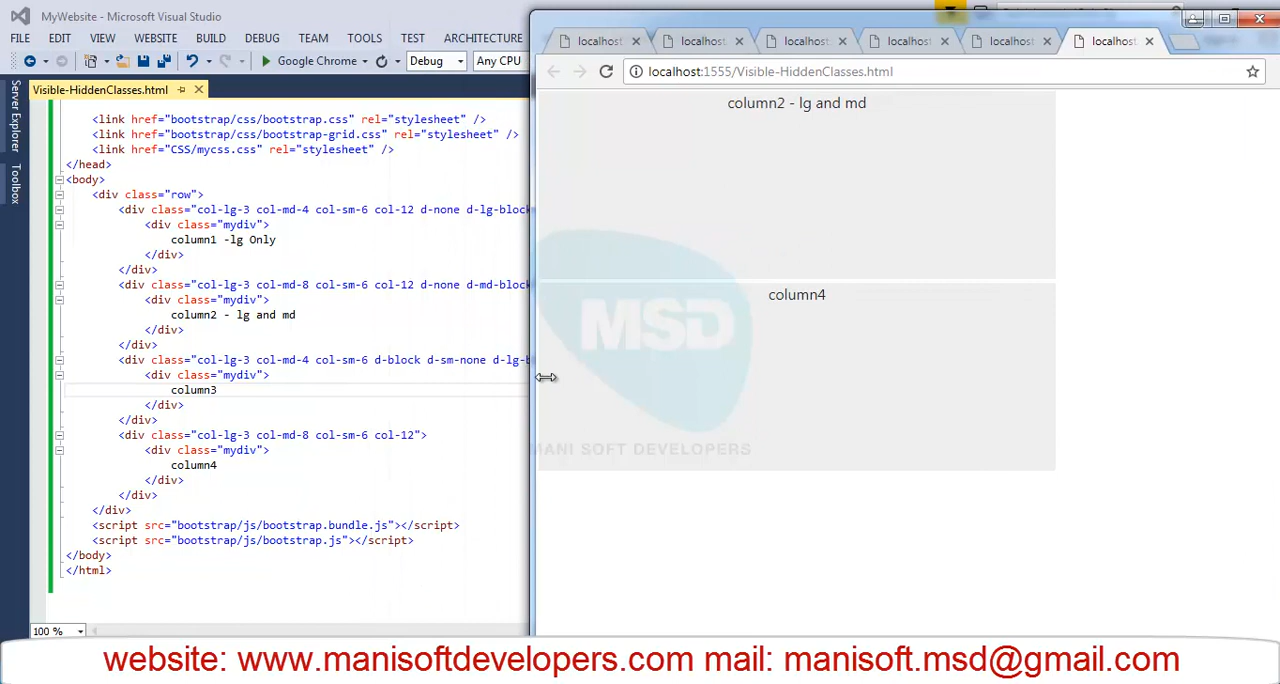 MyWebsite - Microsoft Visual Studio
FILE EDIT VIEW WEBSITE BUILD DEBUG TEAM TOOLS TEST ARCHITECTURE
Google Chrome Debug Any CPU
Visible-HiddenClasses.html
Server Explorer
Toolbox
<link href="bootstrap/css/bootstrap.css" rel="stylesheet" />
<link href="bootstrap/css/bootstrap-grid.css" rel="stylesheet" />
<link href="CSS/mycss.css" rel="stylesheet" />
</head>
<body>
<div class="row">
<div class="col-lg-3 col-md-4 col-sm-6 col-12 d-none d-lg-block
<div class="mydiv">
column1 -lg Only
</div>
</div>
<div class="col-lg-3 col-md-8 col-sm-6 col-12 d-none d-md-block
<div class="mydiv">
column2 - lg and md
</div>
</div>
<div class="col-lg-3 col-md-4 col-sm-6 d-block d-sm-none d-lg-b
<div class="mydiv">
column3
</div>
</div>
<div class="col-lg-3 col-md-8 col-sm-6 col-12">
<div class="mydiv">
column4
</div>
</div>
</div>
<script src="bootstrap/js/bootstrap.bundle.js"></script>
<script src="bootstrap/js/bootstrap.js"></script>
</body>
</html>
100 %
localhost: localhost: localhost: localhost: localhost: localhost:
localhost:1555/Visible-HiddenClasses.html
column2 - lg and md
column4
MSD
MANI SOFT DEVELOPERS
website: www.manisoftdevelopers.com mail: manisoft.msd@gmail.com